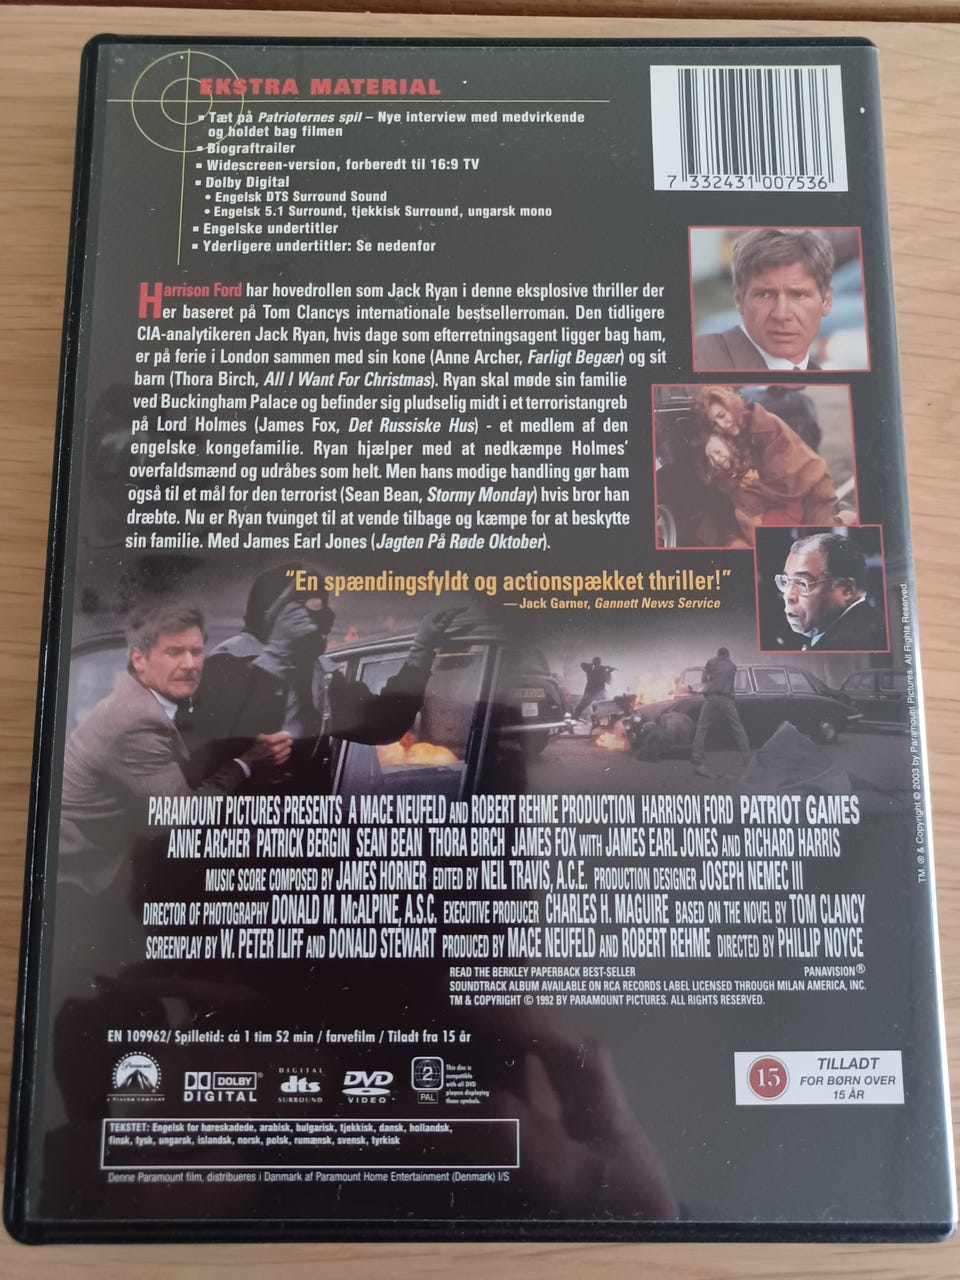 EKSTRA MATERIAL
▪ Tæt på Patrioternes spil – Nye interview med medvirkende
og holdet bag filmen
▪ Biograftrailer
▪ Widescreen-version, forberedt til 16:9 TV
▪ Dolby Digital
• Engelsk DTS Surround Sound
• Engelsk 5.1 Surround, tjekkisk Surround, ungarsk mono
▪ Engelske undertitler
▪ Yderligere undertitler: Se nedenfor
7 332431 007536
Harrison Ford har hovedrollen som Jack Ryan i denne eksplosive thriller der
er baseret på Tom Clancys internationale bestsellerroman. Den tidligere
CIA-analytikeren Jack Ryan, hvis dage som efterretningsagent ligger bag ham,
er på ferie i London sammen med sin kone (Anne Archer, Farligt Begær) og sit
barn (Thora Birch, All I Want For Christmas). Ryan skal møde sin familie
ved Buckingham Palace og befinder sig pludselig midt i et terroristangreb
på Lord Holmes (James Fox, Det Russiske Hus) - et medlem af den
engelske kongefamilie. Ryan hjælper med at nedkæmpe Holmes'
overfaldsmænd og udråbes som helt. Men hans modige handling gør ham
også til et mål for den terrorist (Sean Bean, Stormy Monday) hvis bror han
dræbte. Nu er Ryan tvunget til at vende tilbage og kæmpe for at beskytte
sin familie. Med James Earl Jones (Jagten På Røde Oktober).
"En spændingsfyldt og actionspækket thriller!"
— Jack Garner, Gannett News Service
TM, ® & Copyright © 2003 by Paramount Pictures. All Rights Reserved.
PARAMOUNT PICTURES PRESENTS A MACE NEUFELD AND ROBERT REHME PRODUCTION HARRISON FORD PATRIOT GAMES
ANNE ARCHER PATRICK BERGIN SEAN BEAN THORA BIRCH JAMES FOX WITH JAMES EARL JONES AND RICHARD HARRIS
MUSIC SCORE COMPOSED BY JAMES HORNER EDITED BY NEIL TRAVIS, A.C.E. PRODUCTION DESIGNER JOSEPH NEMEC III
DIRECTOR OF PHOTOGRAPHY DONALD M. McALPINE, A.S.C. EXECUTIVE PRODUCER CHARLES H. MAGUIRE BASED ON THE NOVEL BY TOM CLANCY
SCREENPLAY BY W. PETER ILIFF AND DONALD STEWART PRODUCED BY MACE NEUFELD AND ROBERT REHME DIRECTED BY PHILLIP NOYCE
READ THE BERKLEY PAPERBACK BEST-SELLER PANAVISION®
SOUNDTRACK ALBUM AVAILABLE ON RCA RECORDS LABEL LICENSED THROUGH MILAN AMERICA, INC.
TM & COPYRIGHT © 1992 BY PARAMOUNT PICTURES. ALL RIGHTS RESERVED.
EN 109962/ Spilletid: ca 1 tim 52 min / farvefilm / Tiladt fra 15 år
Paramount
DOLBY
DIGITAL
DIGITAL
dts
SURROUND
DVD
VIDEO
2
PAL
This disc is
compatible
with all DVD
players displaying
these symbols.
15
TILLADT
FOR BØRN OVER
15 ÅR
TEKSTET: Engelsk for høreskadede, arabisk, bulgarisk, tjekkisk, dansk, hollandsk,
finsk, tysk, ungarsk, islandsk, norsk, polsk, rumænsk, svensk, tyrkisk
Denne Paramount film, distribueres i Danmark af Paramount Home Entertainment (Denmark) I/S